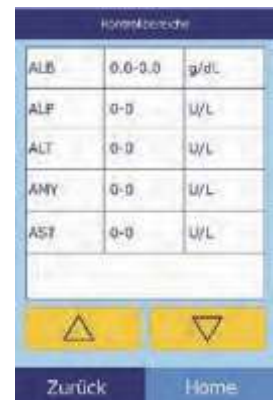 Kontrollbereiche
ALB 0.0-0.0 g/dL
ALP 0-0 U/L
ALT 0-0 U/L
AMY 0-0 U/L
AST 0-0 U/L
Zurück Home